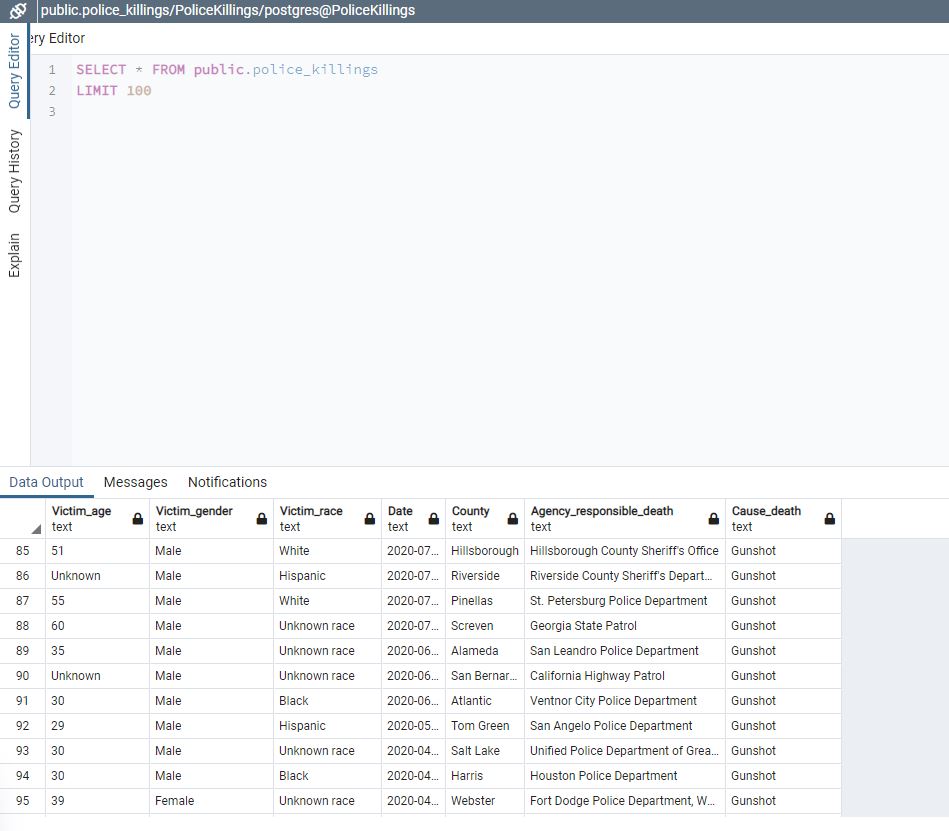 public.police_killings/PoliceKillings/postgres@PoliceKillings
Query Editor
Query History
Explain
ery Editor
1 SELECT * FROM public.police_killings
2 LIMIT 100
3
Data Output Messages Notifications
Victim_age Victim_gender Victim_race Date County Agency_responsible_death Cause_death
text text text text text text text
85 51 Male White 2020-07... Hillsborough Hillsborough County Sheriff's Office Gunshot
86 Unknown Male Hispanic 2020-07... Riverside Riverside County Sheriff's Depart... Gunshot
87 55 Male White 2020-07... Pinellas St. Petersburg Police Department Gunshot
88 60 Male Unknown race 2020-07... Screven Georgia State Patrol Gunshot
89 35 Male Unknown race 2020-06... Alameda San Leandro Police Department Gunshot
90 Unknown Male Unknown race 2020-06... San Bernar... California Highway Patrol Gunshot
91 30 Male Black 2020-06... Atlantic Ventnor City Police Department Gunshot
92 29 Male Hispanic 2020-05... Tom Green San Angelo Police Department Gunshot
93 30 Male Unknown race 2020-04... Salt Lake Unified Police Department of Grea... Gunshot
94 30 Male Black 2020-04... Harris Houston Police Department Gunshot
95 39 Female Unknown race 2020-04... Webster Fort Dodge Police Department, W... Gunshot